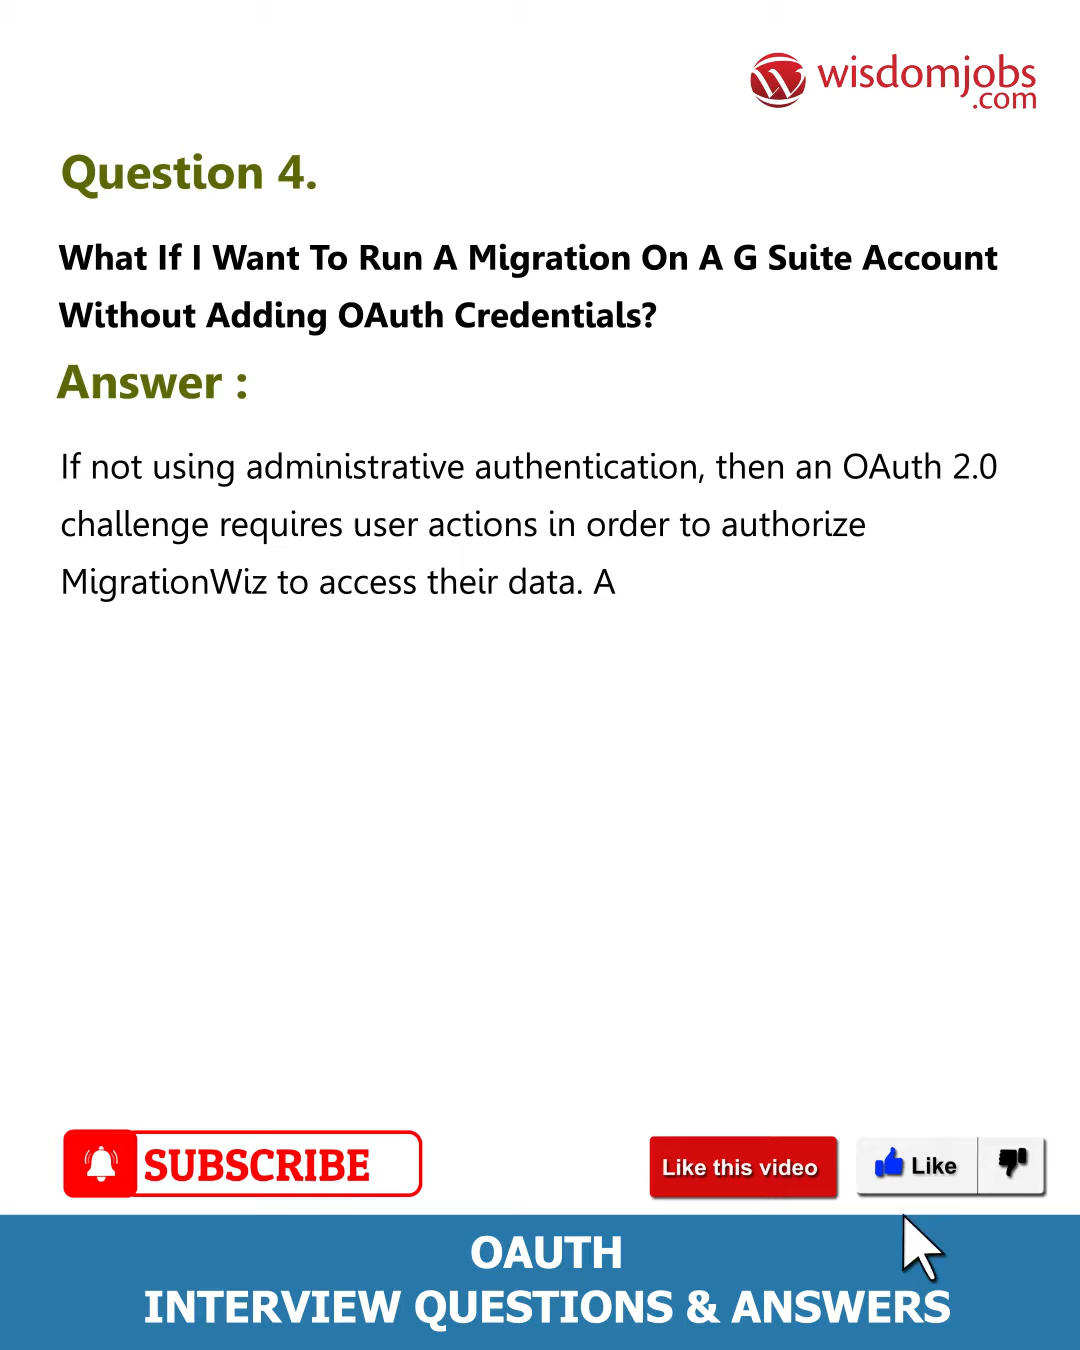 wisdomjobs
.com
Question 4.
What If I Want To Run A Migration On A G Suite Account
Without Adding OAuth Credentials?
Answer :
If not using administrative authentication, then an OAuth 2.0
challenge requires user actions in order to authorize
MigrationWiz to access their data. A
SUBSCRIBE
Like this video
Like
OAUTH
INTERVIEW QUESTIONS & ANSWERS